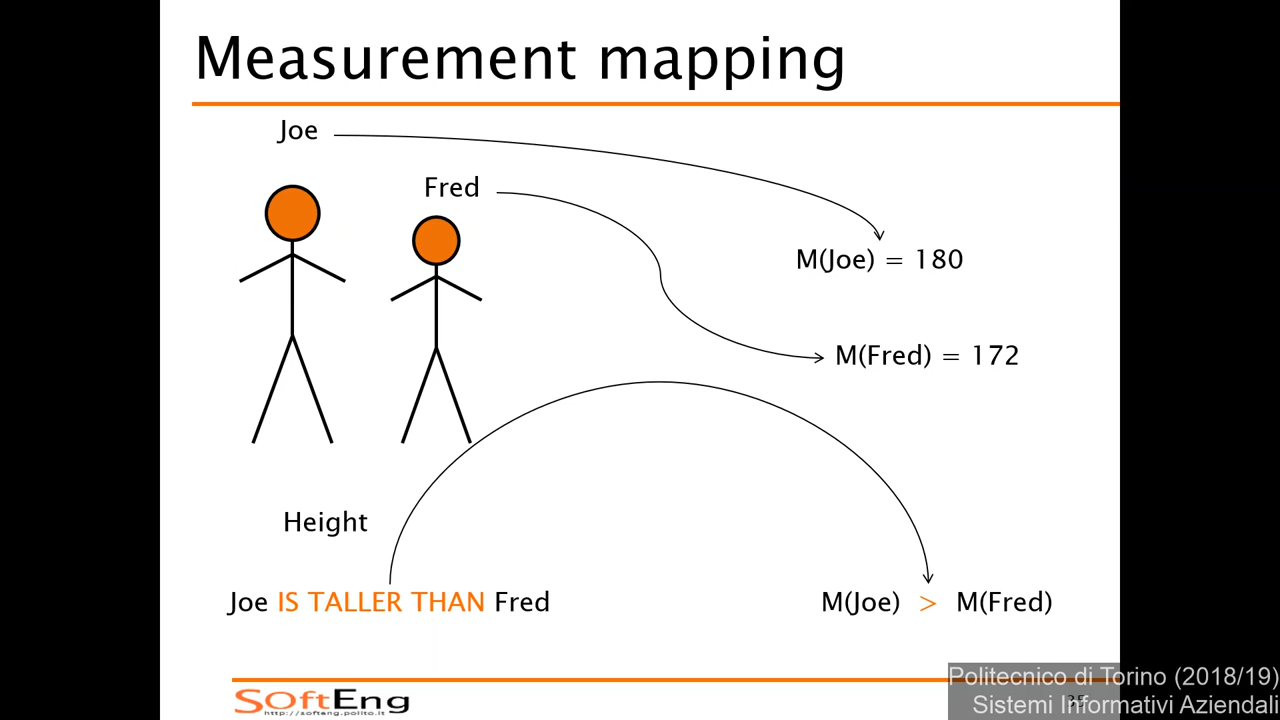 Measurement mapping
Joe
Fred
M(Joe) = 180
M(Fred) = 172
Height
Joe IS TALLER THAN Fred
M(Joe) > M(Fred)
SoftEng
http://softeng.polito.it
Politecnico di Torino (2018/19)
Sistemi Informativi Aziendali